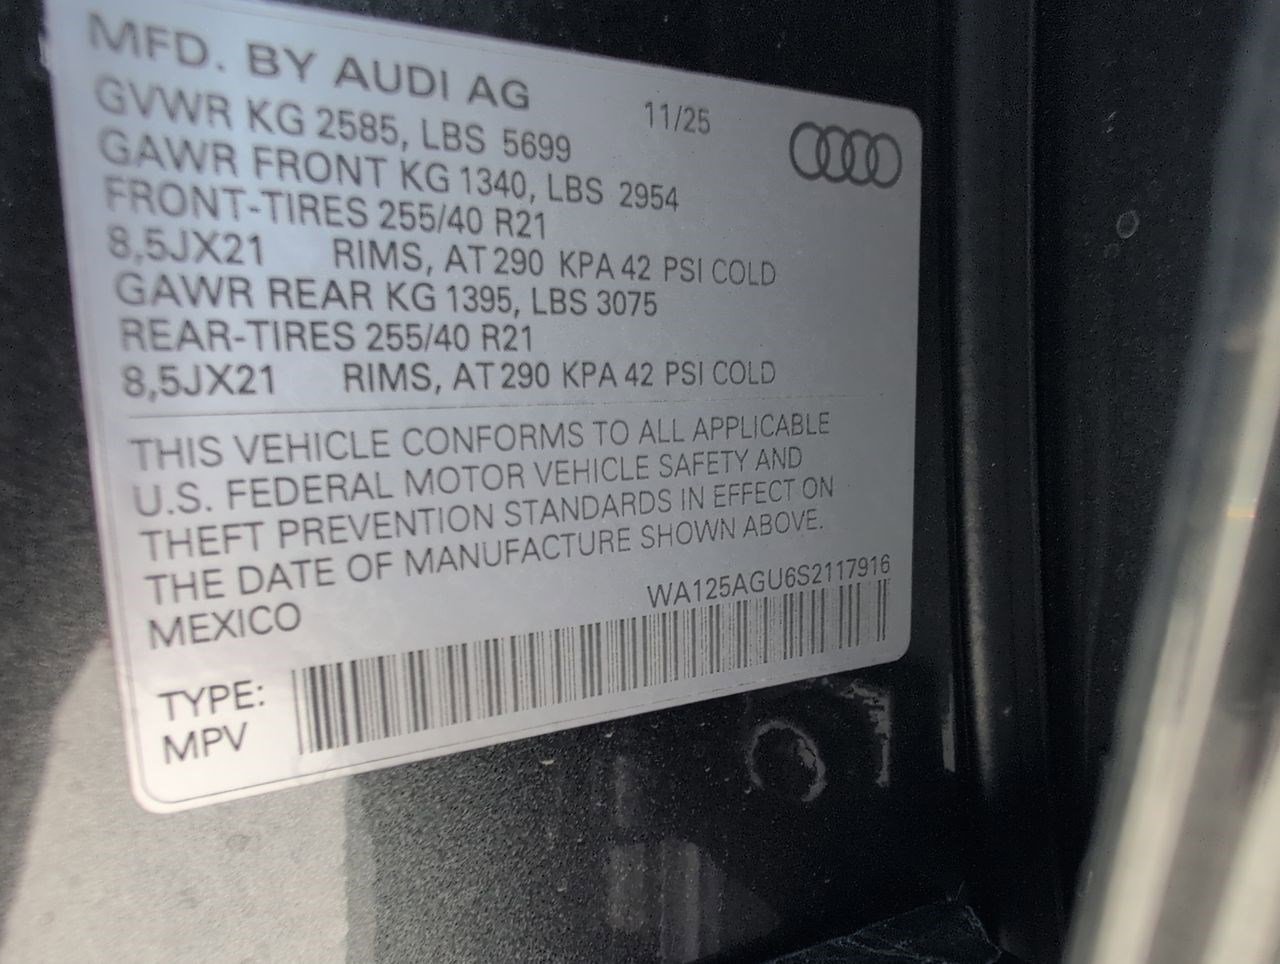 MFD. BY AUDI AG 11/25
GVWR KG 2585, LBS 5699
GAWR FRONT KG 1340, LBS 2954
FRONT-TIRES 255/40 R21
8,5JX21 RIMS, AT 290 KPA 42 PSI COLD
GAWR REAR KG 1395, LBS 3075
REAR-TIRES 255/40 R21
8,5JX21 RIMS, AT 290 KPA 42 PSI COLD
THIS VEHICLE CONFORMS TO ALL APPLICABLE
U.S. FEDERAL MOTOR VEHICLE SAFETY AND
THEFT PREVENTION STANDARDS IN EFFECT ON
THE DATE OF MANUFACTURE SHOWN ABOVE.
MEXICO WA125AGU6S2117916
TYPE:
MPV